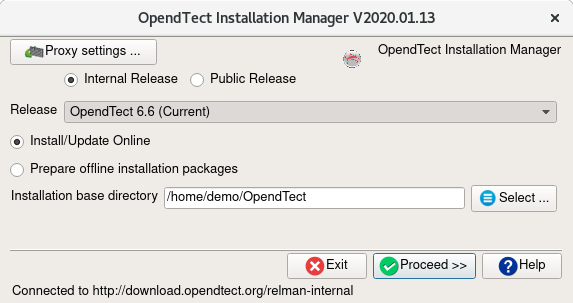 OpendTect Installation Manager V2020.01.13
Proxy settings ...
OpendTect Installation Manager
Internal Release Public Release
Release OpendTect 6.6 (Current)
Install/Update Online
Prepare offline installation packages
Installation base directory /home/demo/OpendTect Select ...
Exit Proceed >> Help
Connected to http://download.opendtect.org/relman-internal